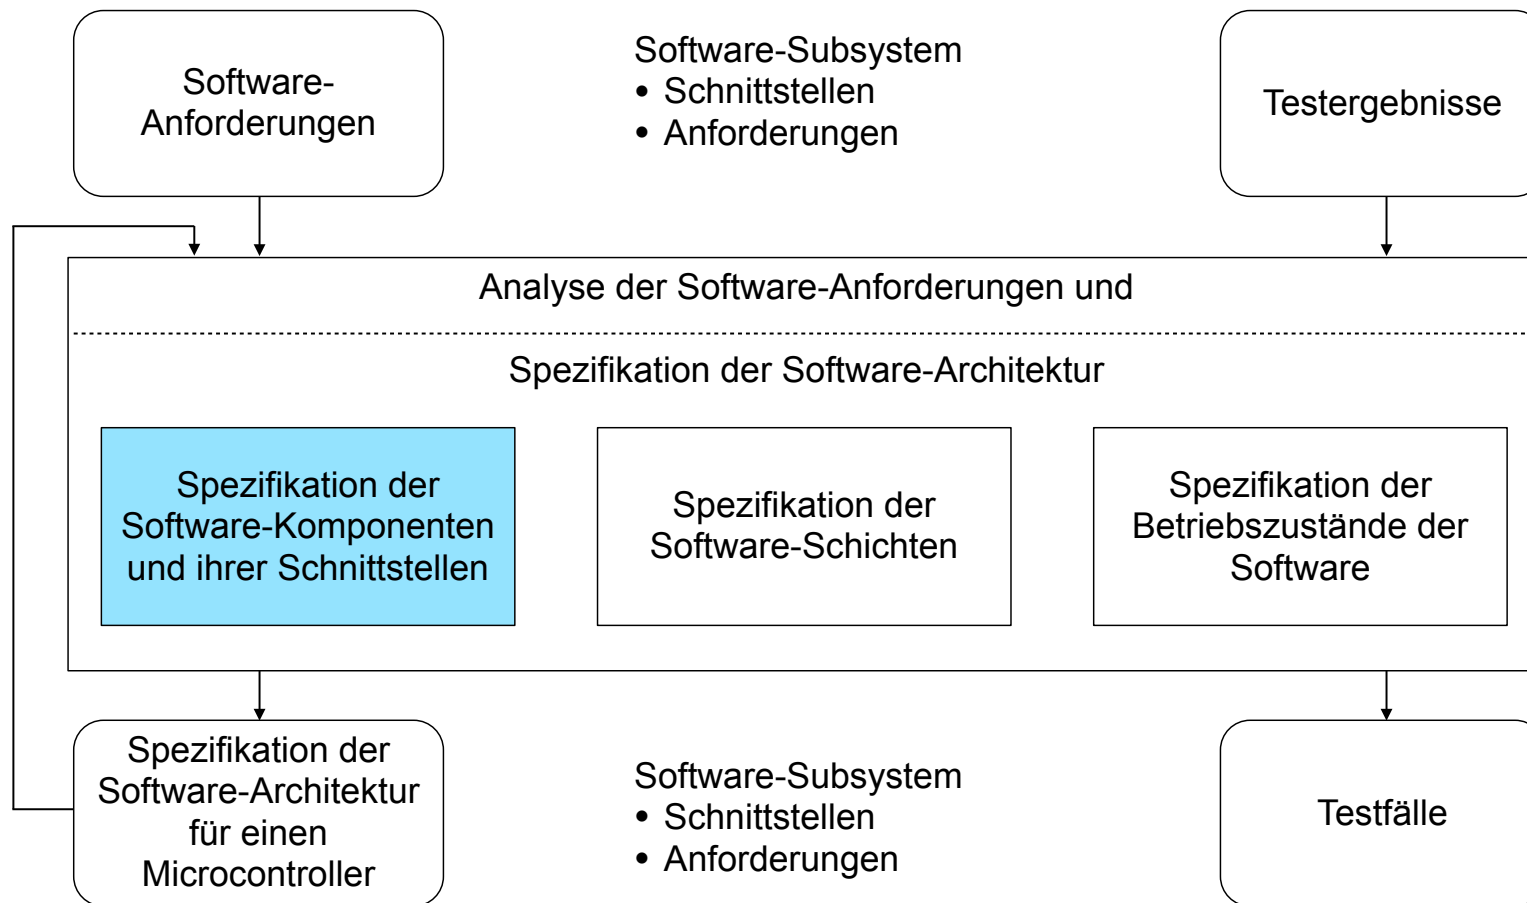 Software-
Anforderungen
Software-Subsystem
• Schnittstellen
• Anforderungen
Testergebnisse
Analyse der Software-Anforderungen und
Spezifikation der Software-Architektur
Spezifikation der
Software-Komponenten
und ihrer Schnittstellen
Spezifikation der
Software-Schichten
Spezifikation der
Betriebszustände der
Software
Spezifikation der
Software-Architektur
für einen
Microcontroller
Software-Subsystem
• Schnittstellen
• Anforderungen
Testfälle